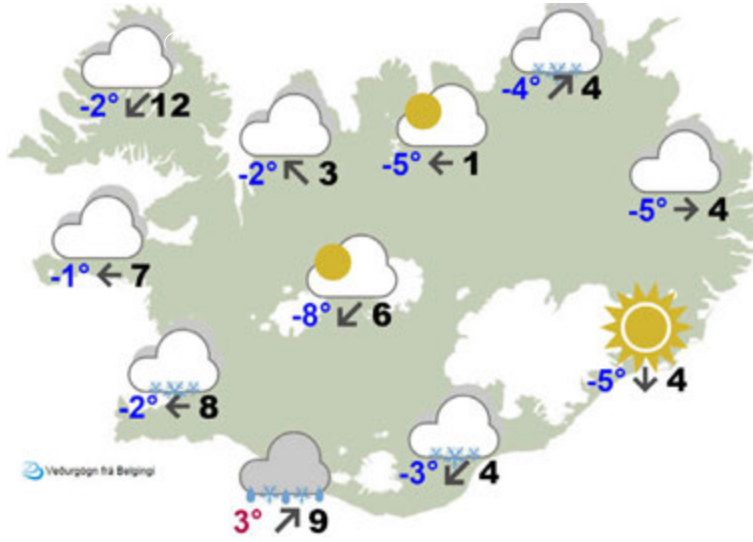 -4° ↗ 4
-2° ↙ 12
-2° ↖ 3
-5° ← 1
-5° → 4
-1° ← 7
-8° ↙ 6
-5° ↓ 4
-2° ← 8
-3° ↙ 4
Veðurgögn frá Belgingi
3° ↗ 9